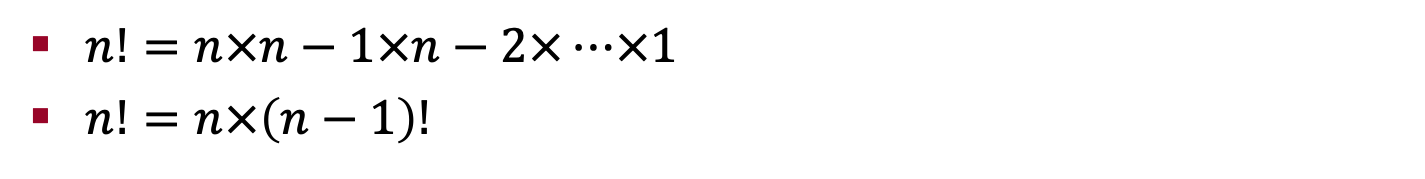 ▪ n! = n×n − 1×n − 2× ⋯×1
▪ n! = n×(n − 1)!